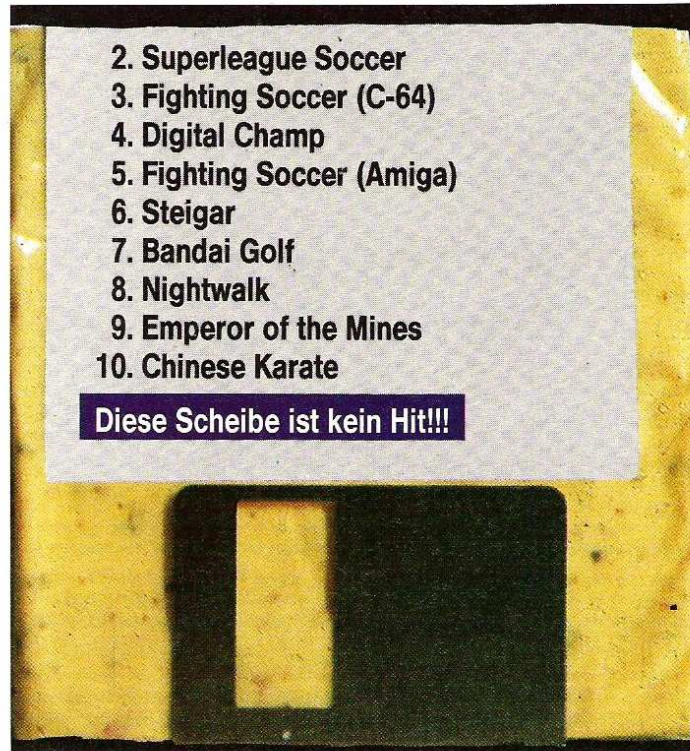 2. Superleague Soccer
3. Fighting Soccer (C-64)
4. Digital Champ
5. Fighting Soccer (Amiga)
6. Steigar
7. Bandai Golf
8. Nightwalk
9. Emperor of the Mines
10. Chinese Karate
Diese Scheibe ist kein Hit!!!